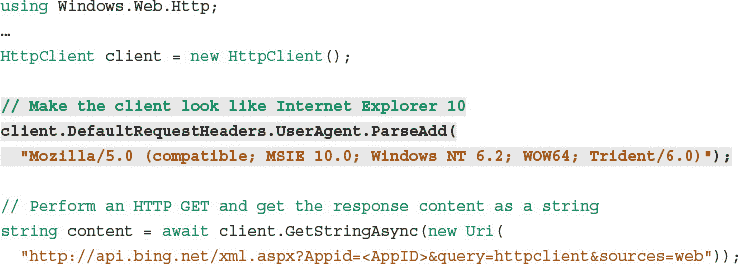 using Windows.Web.Http;
…
HttpClient client = new HttpClient();
// Make the client look like Internet Explorer 10
client.DefaultRequestHeaders.UserAgent.ParseAdd(
"Mozilla/5.0 (compatible; MSIE 10.0; Windows NT 6.2; WOW64; Trident/6.0)");
// Perform an HTTP GET and get the response content as a string
string content = await client.GetStringAsync(new Uri(
"http://api.bing.net/xml.aspx?Appid=<AppID>&query=httpclient&sources=web"));